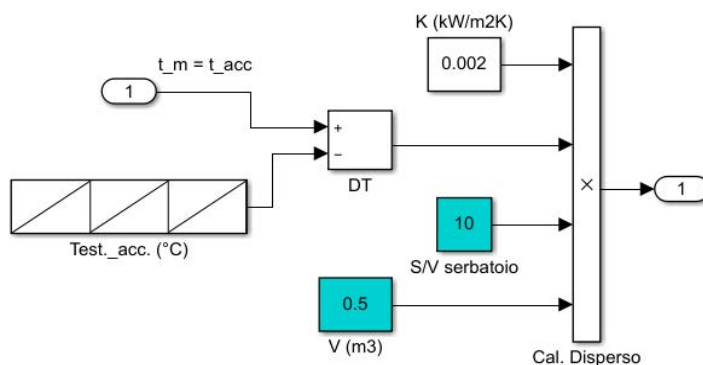 K (kW/m2K)
0.002
t_m = t_acc
1
+
−
DT
×
1
Test._acc. (°C)
10
S/V serbatoio
0.5
V (m3)
Cal. Disperso